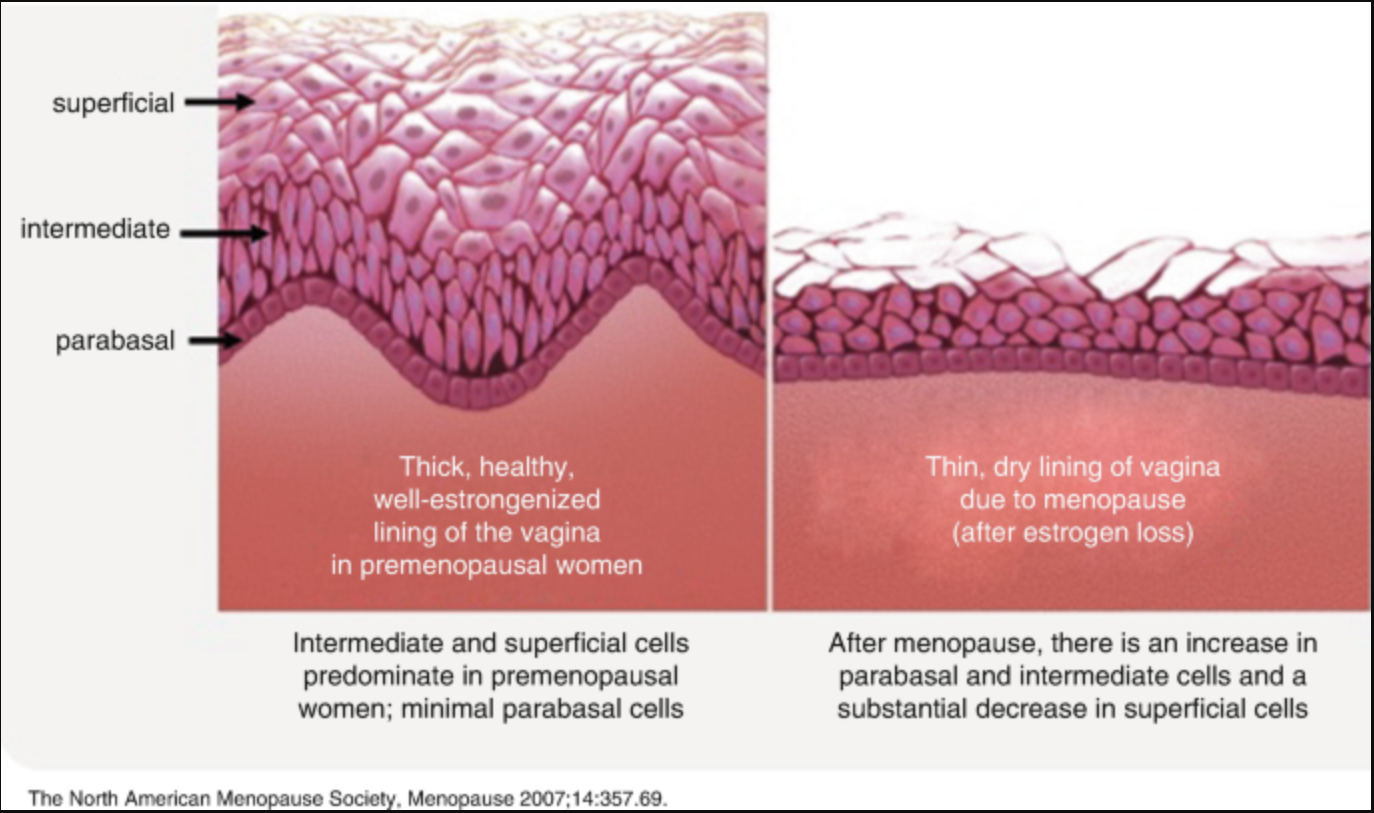 superficial
intermediate
parabasal
Thick, healthy,
well-estrongenized
lining of the vagina
in premenopausal women
Thin, dry lining of vagina
due to menopause
(after estrogen loss)
Intermediate and superficial cells
predominate in premenopausal
women; minimal parabasal cells
After menopause, there is an increase in
parabasal and intermediate cells and a
substantial decrease in superficial cells
The North American Menopause Society, Menopause 2007;14:357.69.